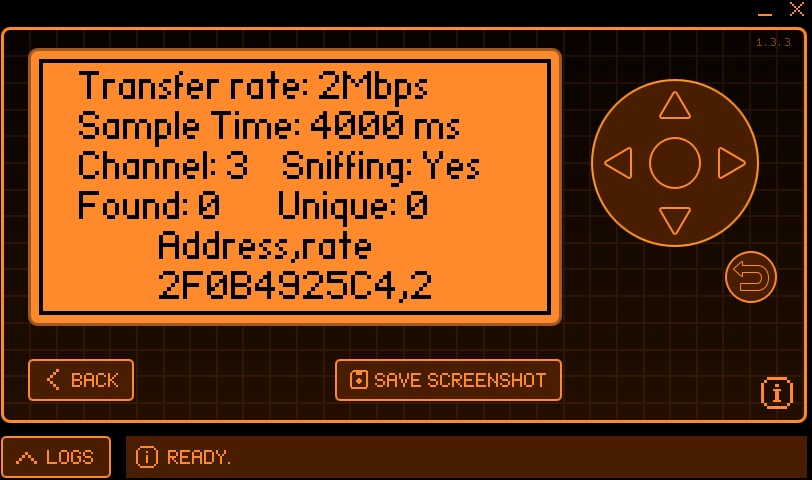 1.3.3
Transfer rate: 2Mbps
Sample Time: 4000 ms
Channel: 3 Sniffing: Yes
Found: 0 Unique: 0
Address,rate
2F0B4925C4,2
BACK
SAVE SCREENSHOT
LOGS
READY.